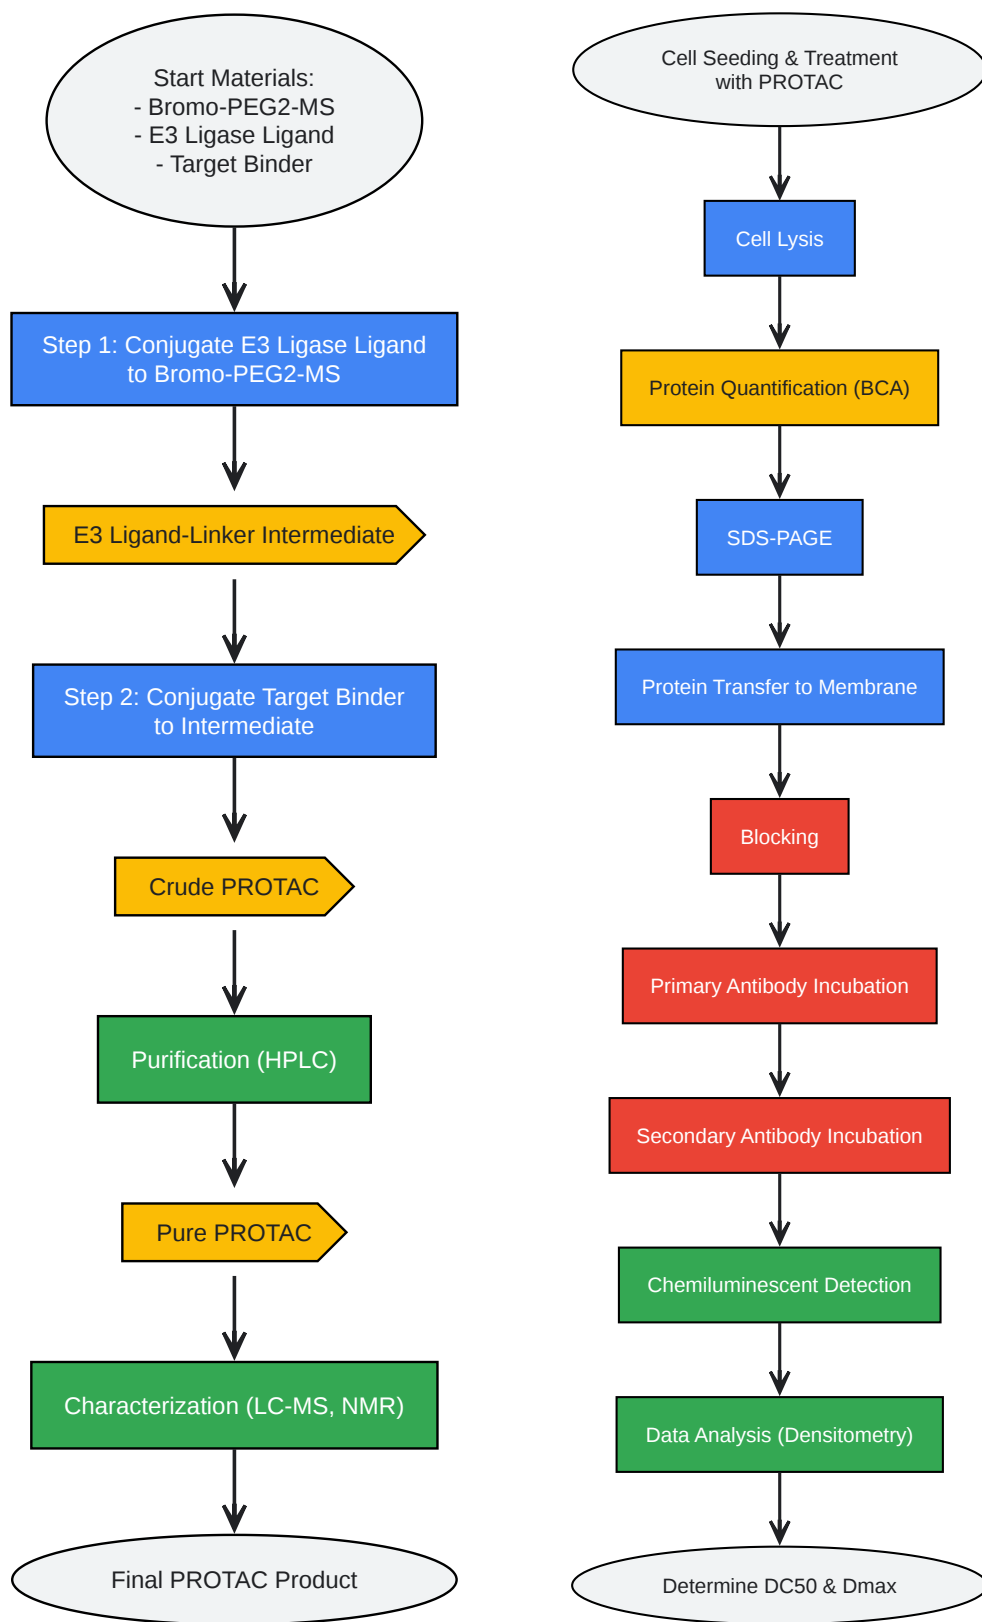 Start Materials:
- Bromo-PEG2-MS
- E3 Ligase Ligand
- Target Binder
Step 1: Conjugate E3 Ligase Ligand
to Bromo-PEG2-MS
E3 Ligand-Linker Intermediate
Step 2: Conjugate Target Binder
to Intermediate
Crude PROTAC
Purification (HPLC)
Pure PROTAC
Characterization (LC-MS, NMR)
Final PROTAC Product
Cell Seeding & Treatment
with PROTAC
Cell Lysis
Protein Quantification (BCA)
SDS-PAGE
Protein Transfer to Membrane
Blocking
Primary Antibody Incubation
Secondary Antibody Incubation
Chemiluminescent Detection
Data Analysis (Densitometry)
Determine DC50 & Dmax